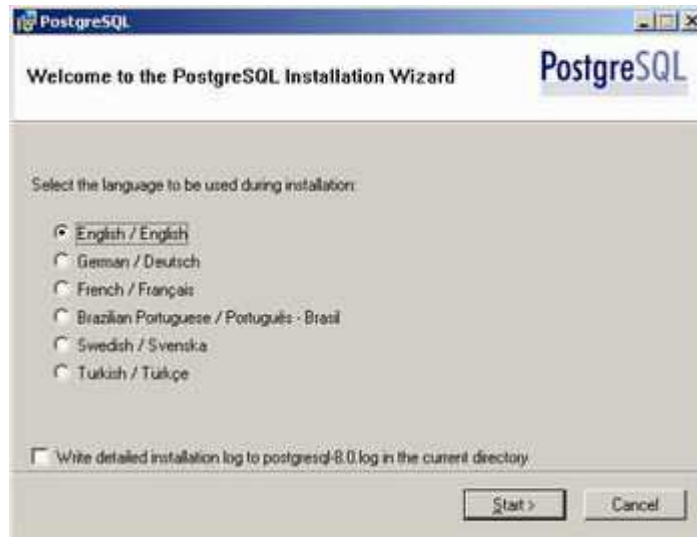 PostgreSQL
Welcome to the PostgreSQL Installation Wizard
PostgreSQL
Select the language to be used during installation:
English / English
German / Deutsch
French / Français
Brazilian Portuguese / Português - Brasil
Swedish / Svenska
Turkish / Türkçe
Write detailed installation log to postgresql-8.0.log in the current directory
Start >
Cancel